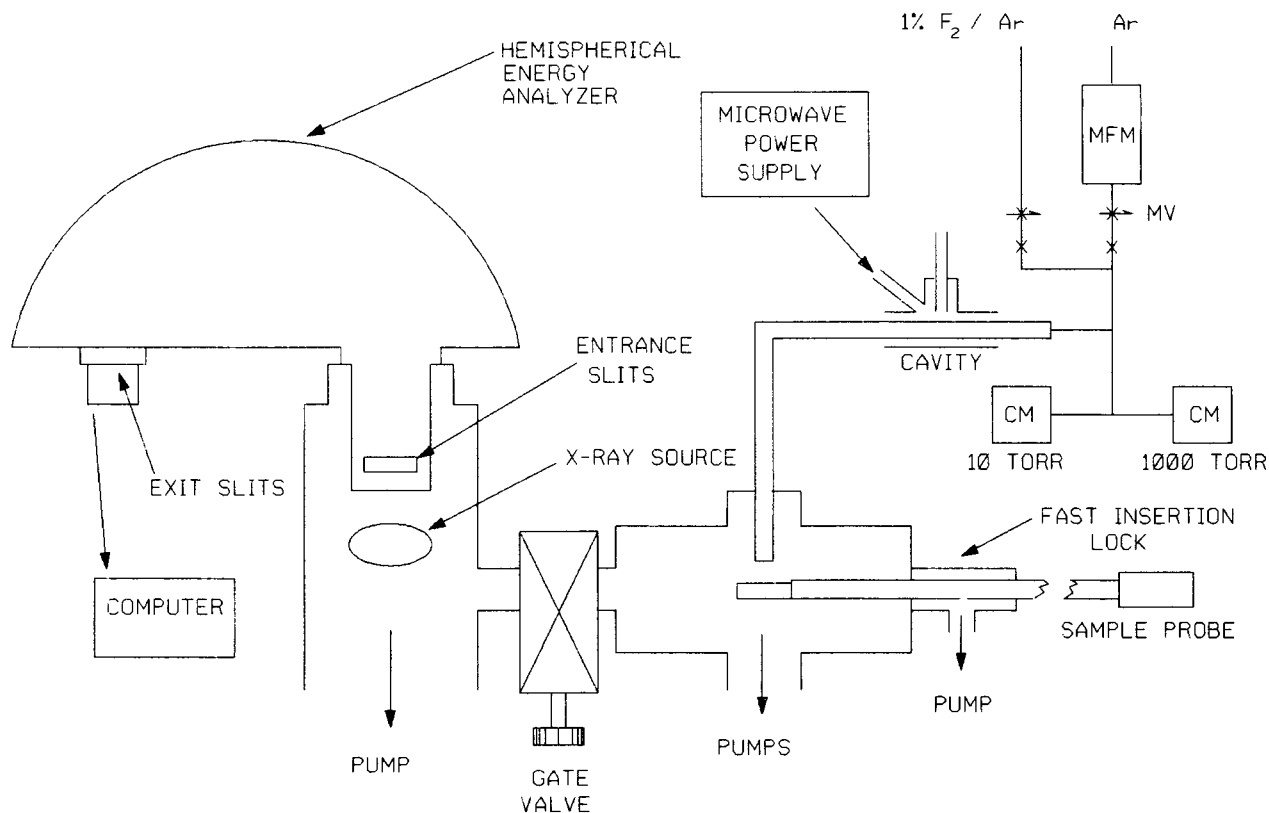 1% F2 / Ar
Ar
HEMISPHERICAL
ENERGY
ANALYZER
MICROWAVE
POWER
SUPPLY
MFM
MV
ENTRANCE
SLITS
CAVITY
CM
CM
10 TORR
1000 TORR
X-RAY SOURCE
EXIT SLITS
FAST INSERTION
LOCK
COMPUTER
SAMPLE PROBE
PUMP
PUMPS
PUMP
GATE
VALVE